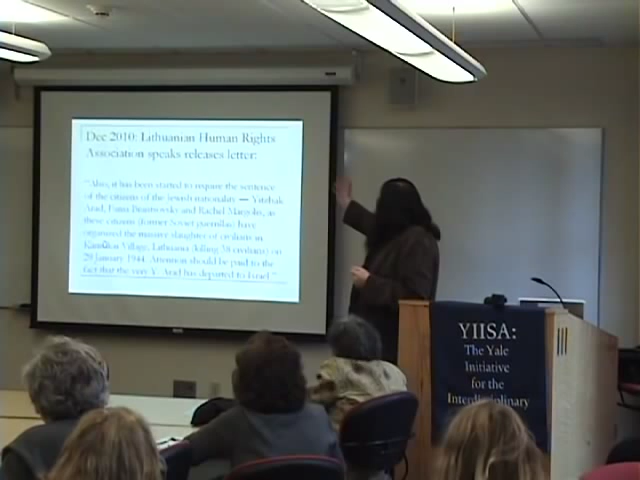 Dec 2010: Lithuanian Human Rights
Association speaks releases letter:
"Also, it has been started to require the sentence
of the citizens of the Jewish nationality — Yitzhak
Arad, Fania Brantsovsky and Rachel Margolis, as
these citizens (former Soviet guerrillas) have
organized the massive slaughter of civilians in
Village, Lithuania (killing 38 civilians) on
29 January 1944. Attention should be paid to the
fact that the very Y. Arad has departed to Israel."
YIISA:
The Yale
Initiative
for the
Interdisciplinary